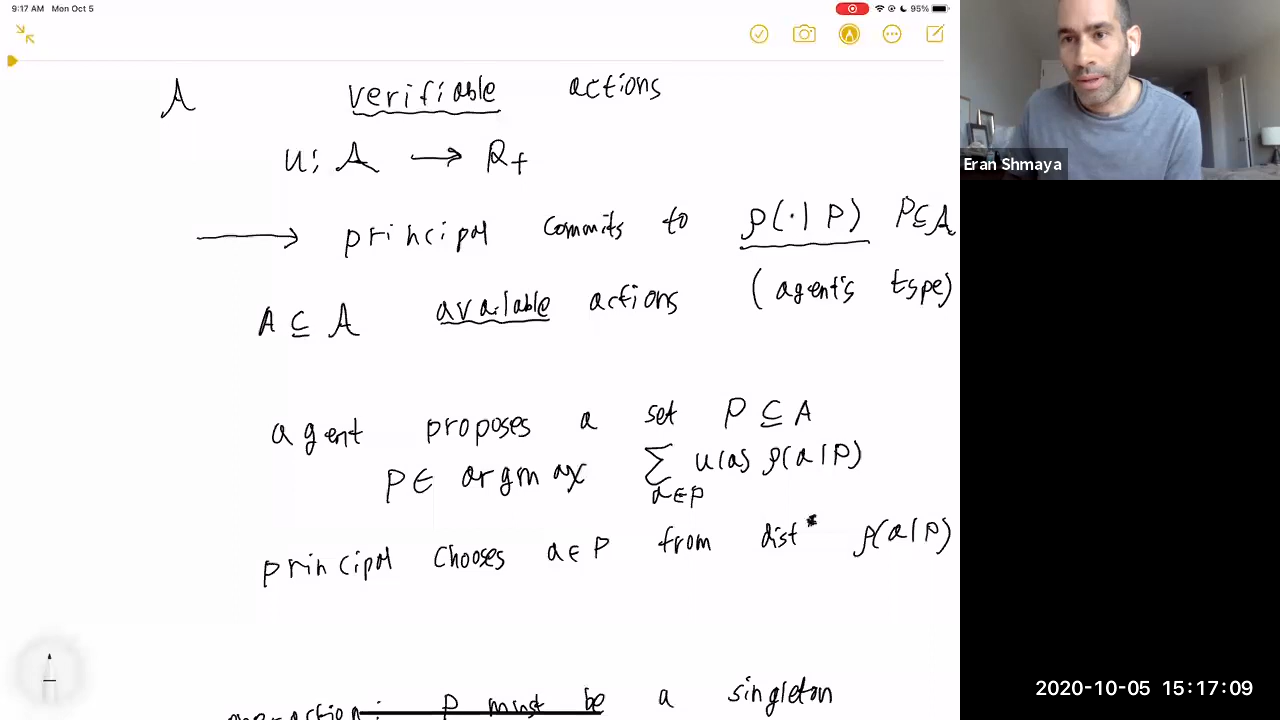 9:17 AM Mon Oct 5
95%
𝒜 verifiable actions
u: 𝒜 → R₊
→ principal commits to ρ(·|P) P⊆𝒜
A ⊆ 𝒜 available actions (agent's type)
agent proposes a set P ⊆ A
P∈ argmax ∑ u(a) ρ(a|P)
a∈P
principal chooses a∈P from dist. ρ(a|P)
P must be a singleton
Eran Shmaya
2020-10-05 15:17:09